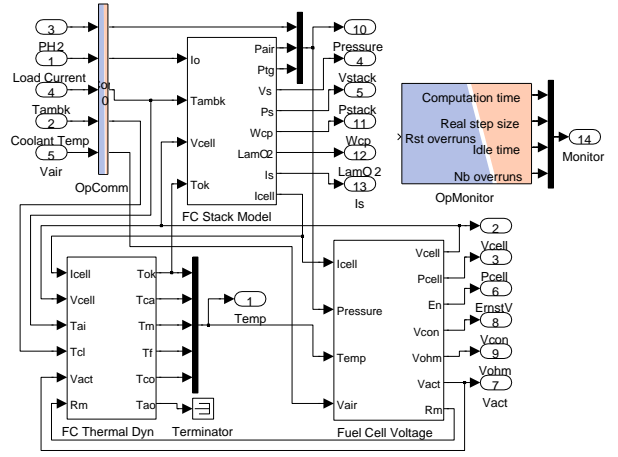 3
PH2
1
Load Current
4
Tambk
2
Coolant Temp
5
Vair
0
OpComm
Io
Tambk
Vcell
Tok
Pair
Ptg
Vs
Ps
Wcp
LamO2
Is
Icell
FC Stack Model
10
Pressure
4
Vstack
5
Pstack
11
Wcp
12
LamO 2
13
Is
Computation time
Real step size
Rst overruns
Idle time
Nb overruns
OpMonitor
14
Monitor
Icell
Vcell
Tai
Tcl
Vact
Rm
Tok
Tca
Tm
Tf
Tco
Tao
FC Thermal Dyn
Terminator
1
Temp
Icell
Pressure
Temp
Vair
Vcell
Pcell
En
Vcon
Vohm
Vact
Rm
Fuel Cell Voltage
2
Vcell
3
Pcell
6
ErnstV
8
Vcon
9
Vohm
7
Vact